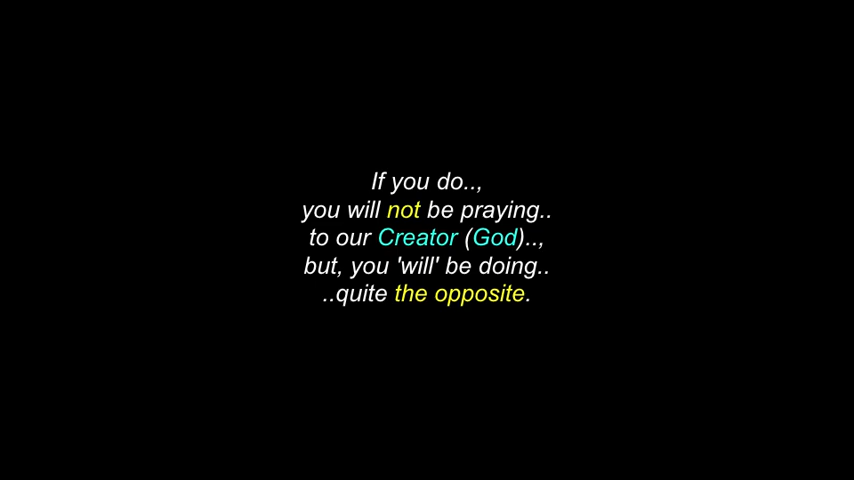 If you do..,
you will not be praying..
to our Creator (God)..,
but, you 'will' be doing..
..quite the opposite.